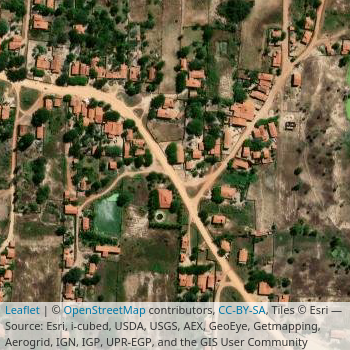 Leaflet | © OpenStreetMap contributors, CC-BY-SA, Tiles © Esri —
Source: Esri, i-cubed, USDA, USGS, AEX, GeoEye, Getmapping,
Aerogrid, IGN, IGP, UPR-EGP, and the GIS User Community